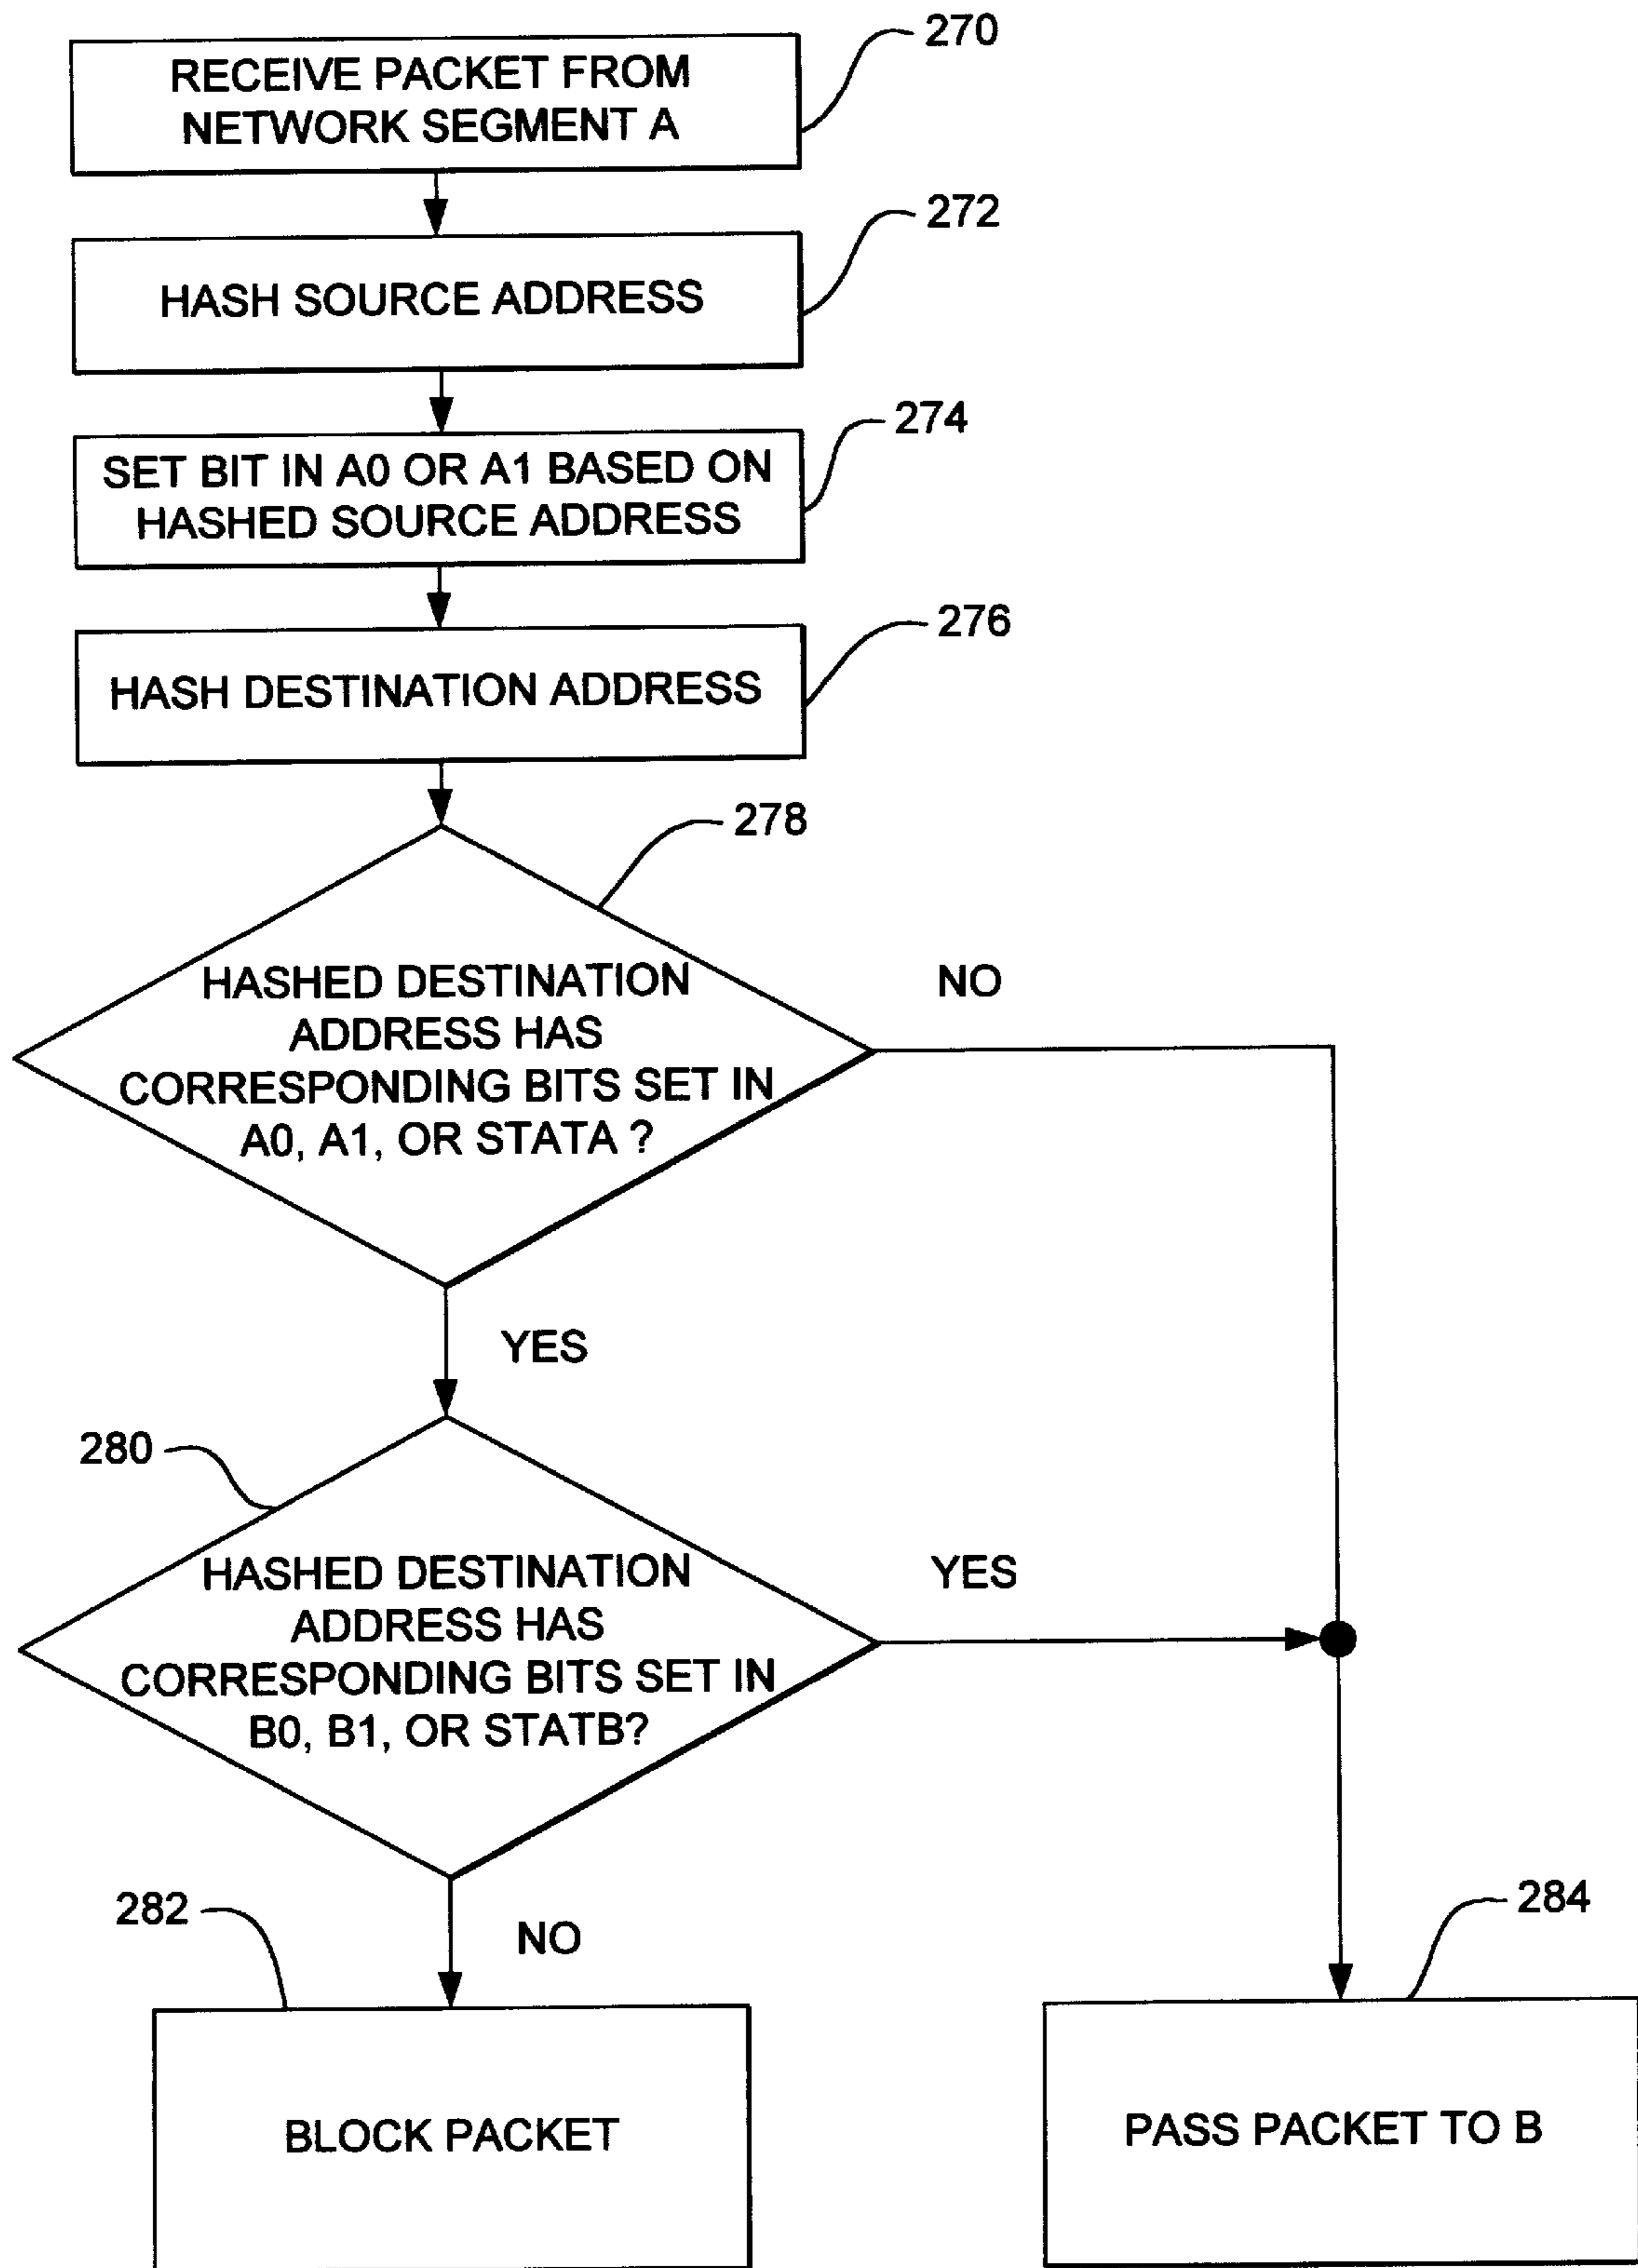 270
RECEIVE PACKET FROM
NETWORK SEGMENT A
272
HASH SOURCE ADDRESS
274
SET BIT IN A0 OR A1 BASED ON
HASHED SOURCE ADDRESS
276
HASH DESTINATION ADDRESS
278
HASHED DESTINATION
ADDRESS HAS
CORRESPONDING BITS SET IN
A0, A1, OR STATA ?
NO
YES
280
HASHED DESTINATION
ADDRESS HAS
CORRESPONDING BITS SET IN
B0, B1, OR STATB?
YES
282
NO
284
BLOCK PACKET
PASS PACKET TO B